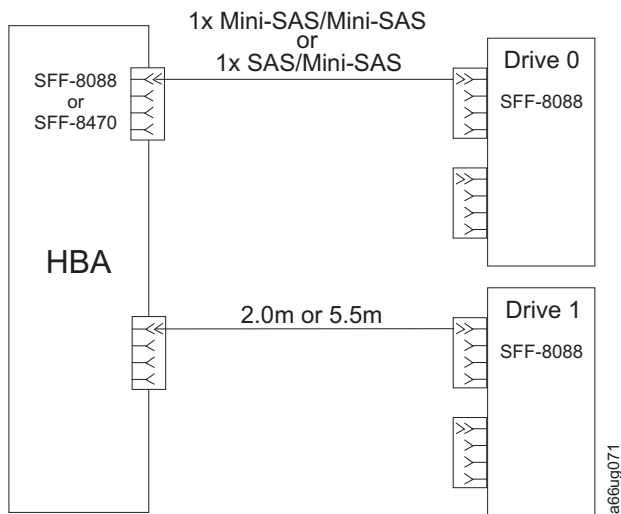 1x Mini-SAS/Mini-SAS
or
1x SAS/Mini-SAS
SFF-8088
or
SFF-8470
Drive 0
SFF-8088
HBA
2.0m or 5.5m
Drive 1
SFF-8088
a66ug071